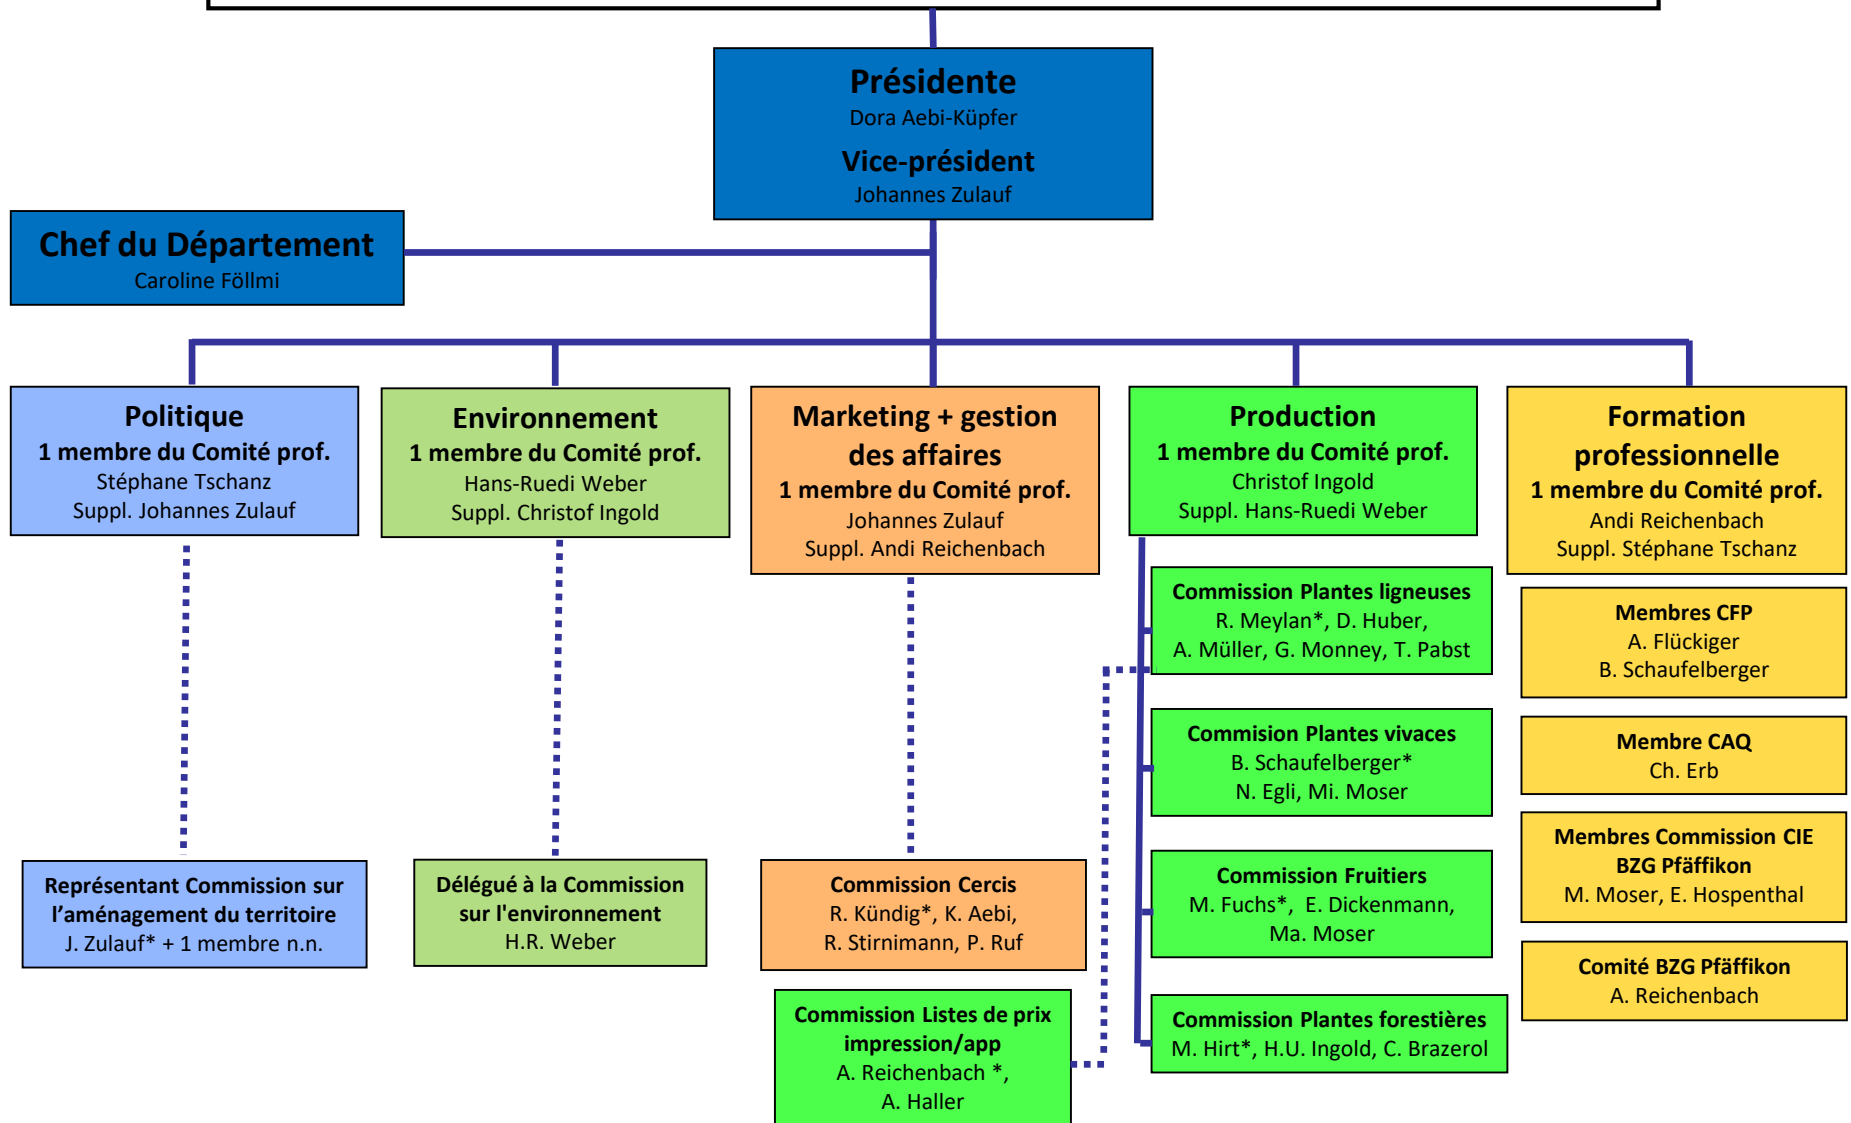 Présidente
Dora Aebi-Küpfer
Vice-président
Johannes Zulauf
Chef du Département
Caroline Föllmi
Politique
1 membre du Comité prof.
Stéphane Tschanz
Suppl. Johannes Zulauf
Environnement
1 membre du Comité prof.
Hans-Ruedi Weber
Suppl. Christof Ingold
Marketing + gestion
des affaires
1 membre du Comité prof.
Johannes Zulauf
Suppl. Andi Reichenbach
Production
1 membre du Comité prof.
Christof Ingold
Suppl. Hans-Ruedi Weber
Formation
professionnelle
1 membre du Comité prof.
Andi Reichenbach
Suppl. Stéphane Tschanz
Représentant Commission sur
l’aménagement du territoire
J. Zulauf* + 1 membre n.n.
Délégué à la Commission
sur l'environnement
H.R. Weber
Commission Cercis
R. Kündig*, K. Aebi,
R. Stirnimann, P. Ruf
Commission Listes de prix
impression/app
A. Reichenbach *,
A. Haller
Commission Plantes ligneuses
R. Meylan*, D. Huber,
A. Müller, G. Monney, T. Pabst
Commision Plantes vivaces
B. Schaufelberger*
N. Egli, Mi. Moser
Commission Fruitiers
M. Fuchs*, E. Dickenmann,
Ma. Moser
Commission Plantes forestières
M. Hirt*, H.U. Ingold, C. Brazerol
Membres CFP
A. Flückiger
B. Schaufelberger
Membre CAQ
Ch. Erb
Membres Commission CIE
BZG Pfäffikon
M. Moser, E. Hospenthal
Comité BZG Pfäffikon
A. Reichenbach